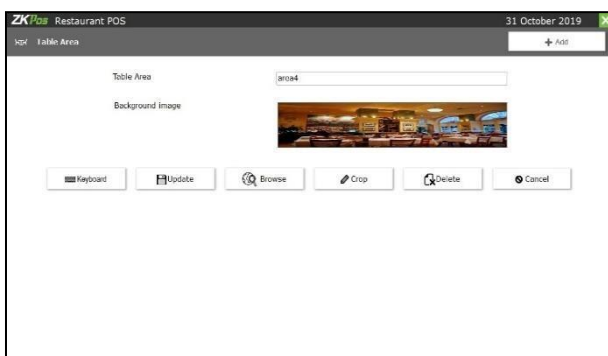 ZKPos Restaurant POS 31 October 2019 X
Table Area + Add
Table Area area4
Background image
Keyboard Update Browse Crop Delete Cancel